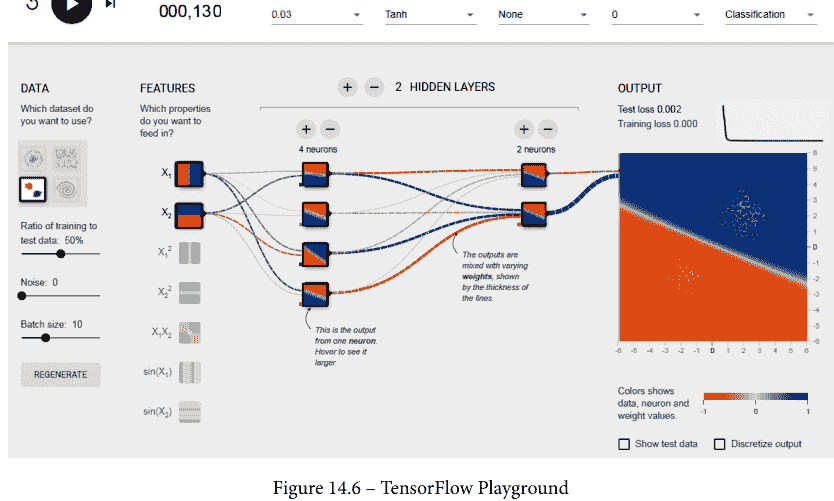 000,130
0.03
Tanh
None
0
Classification
DATA
Which dataset do
you want to use?
Ratio of training to
test data: 50%
Noise: 0
Batch size: 10
REGENERATE
FEATURES
Which properties
do you want to
feed in?
X1
X2
X1²
X2²
X1X2
sin(X1)
sin(X2)
+ − 2 HIDDEN LAYERS
+ −
4 neurons
+ −
2 neurons
This is the output
from one neuron.
Hover to see it
larger.
The outputs are
mixed with varying
weights, shown
by the thickness of
the lines.
OUTPUT
Test loss 0.002
Training loss 0.000
6
5
4
3
2
1
0
-1
-2
-3
-4
-5
-6
-6 -5 -4 -3 -2 -1 0 1 2 3 4 5 6
Colors shows
data, neuron and
weight values.
-1 0 1
Show test data
Discretize output
Figure 14.6 – TensorFlow Playground